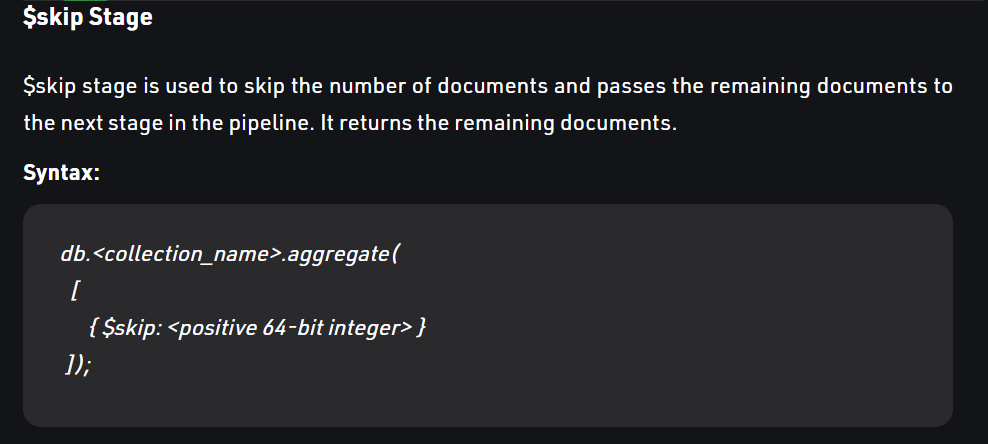 $skip Stage
$skip stage is used to skip the number of documents and passes the remaining documents to
the next stage in the pipeline. It returns the remaining documents.
Syntax:
db.<collection_name>.aggregate(
[
{ $skip: <positive 64-bit integer> }
]);